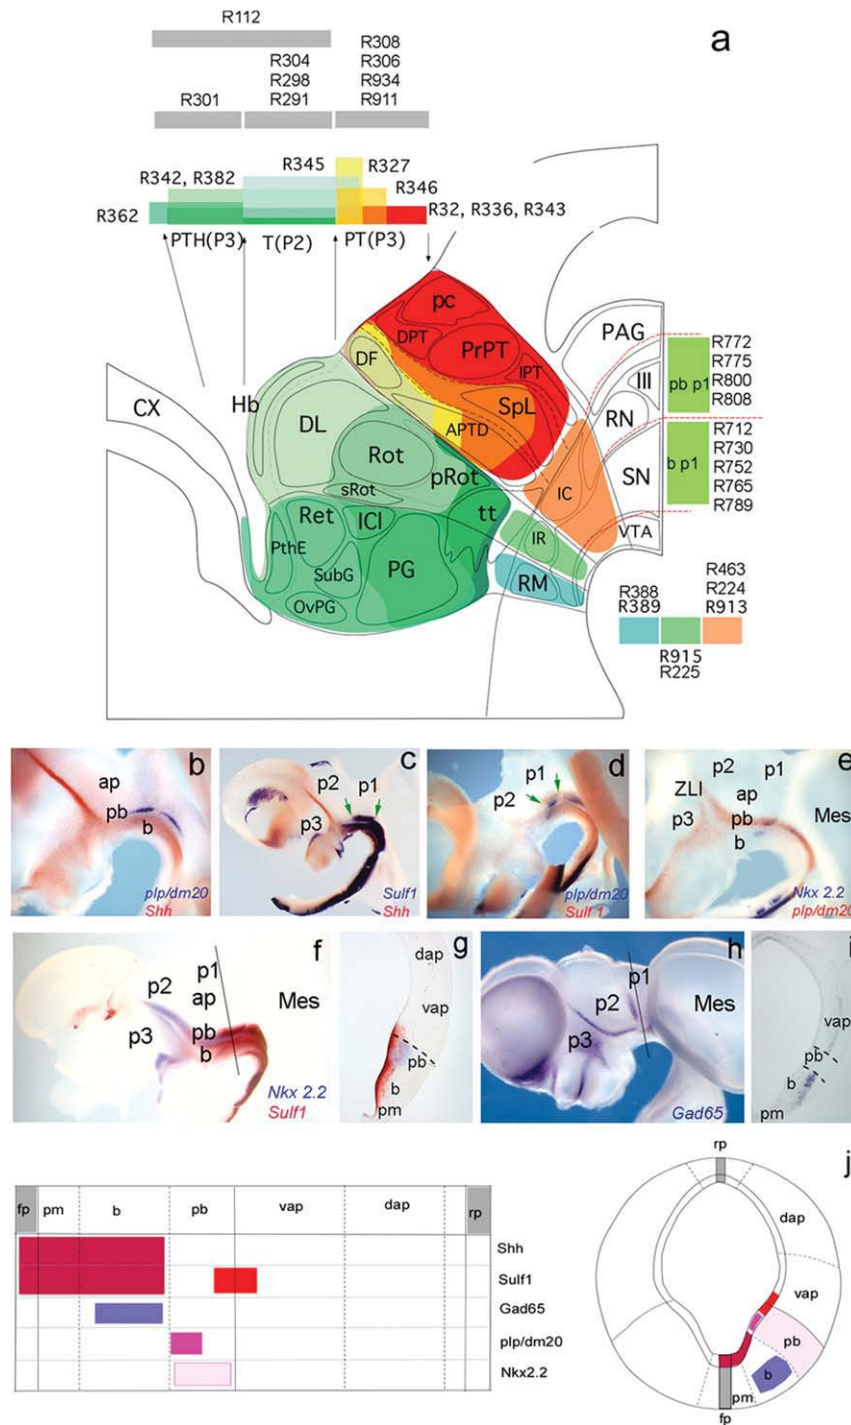 a
R112
R304
R298
R291
R308
R306
R934
R911
R301
R345
R327
R342, R382
R346
R362
R32, R336, R343
PTH(P3)
T(P2)
PT(P3)
pc
DPT
PrPT
IPT
DF
SpL
APTD
Hb
DL
Rot
pRot
sRot
CX
Ret
ICl
tt
PthE
SubG
PG
OvPG
IC
IR
RM
PAG
III
RN
SN
VTA
pb p1
R772
R775
R800
R808
b p1
R712
R730
R752
R765
R789
R388
R389
R463
R224
R913
R915
R225
b
ap
pb
b
plp/dm20
Shh
c
p2
p1
p3
Sulf1
Shh
d
p1
p2
plp/dm20
Sulf 1
e
p2
p1
ZLI
ap
p3
pb
b
Mes
Nkx 2.2
plp/dm20
f
p1
p2
ap
Mes
p3
pb
b
Nkx 2.2
Sulf1
g
dap
vap
pb
b
pm
h
p1
p2
Mes
p3
Gad65
i
vap
pb
b
pm
fp
pm
b
pb
vap
dap
rp
Shh
Sulf1
Gad65
plp/dm20
Nkx2.2
j
rp
dap
vap
pb
b
pm
fp